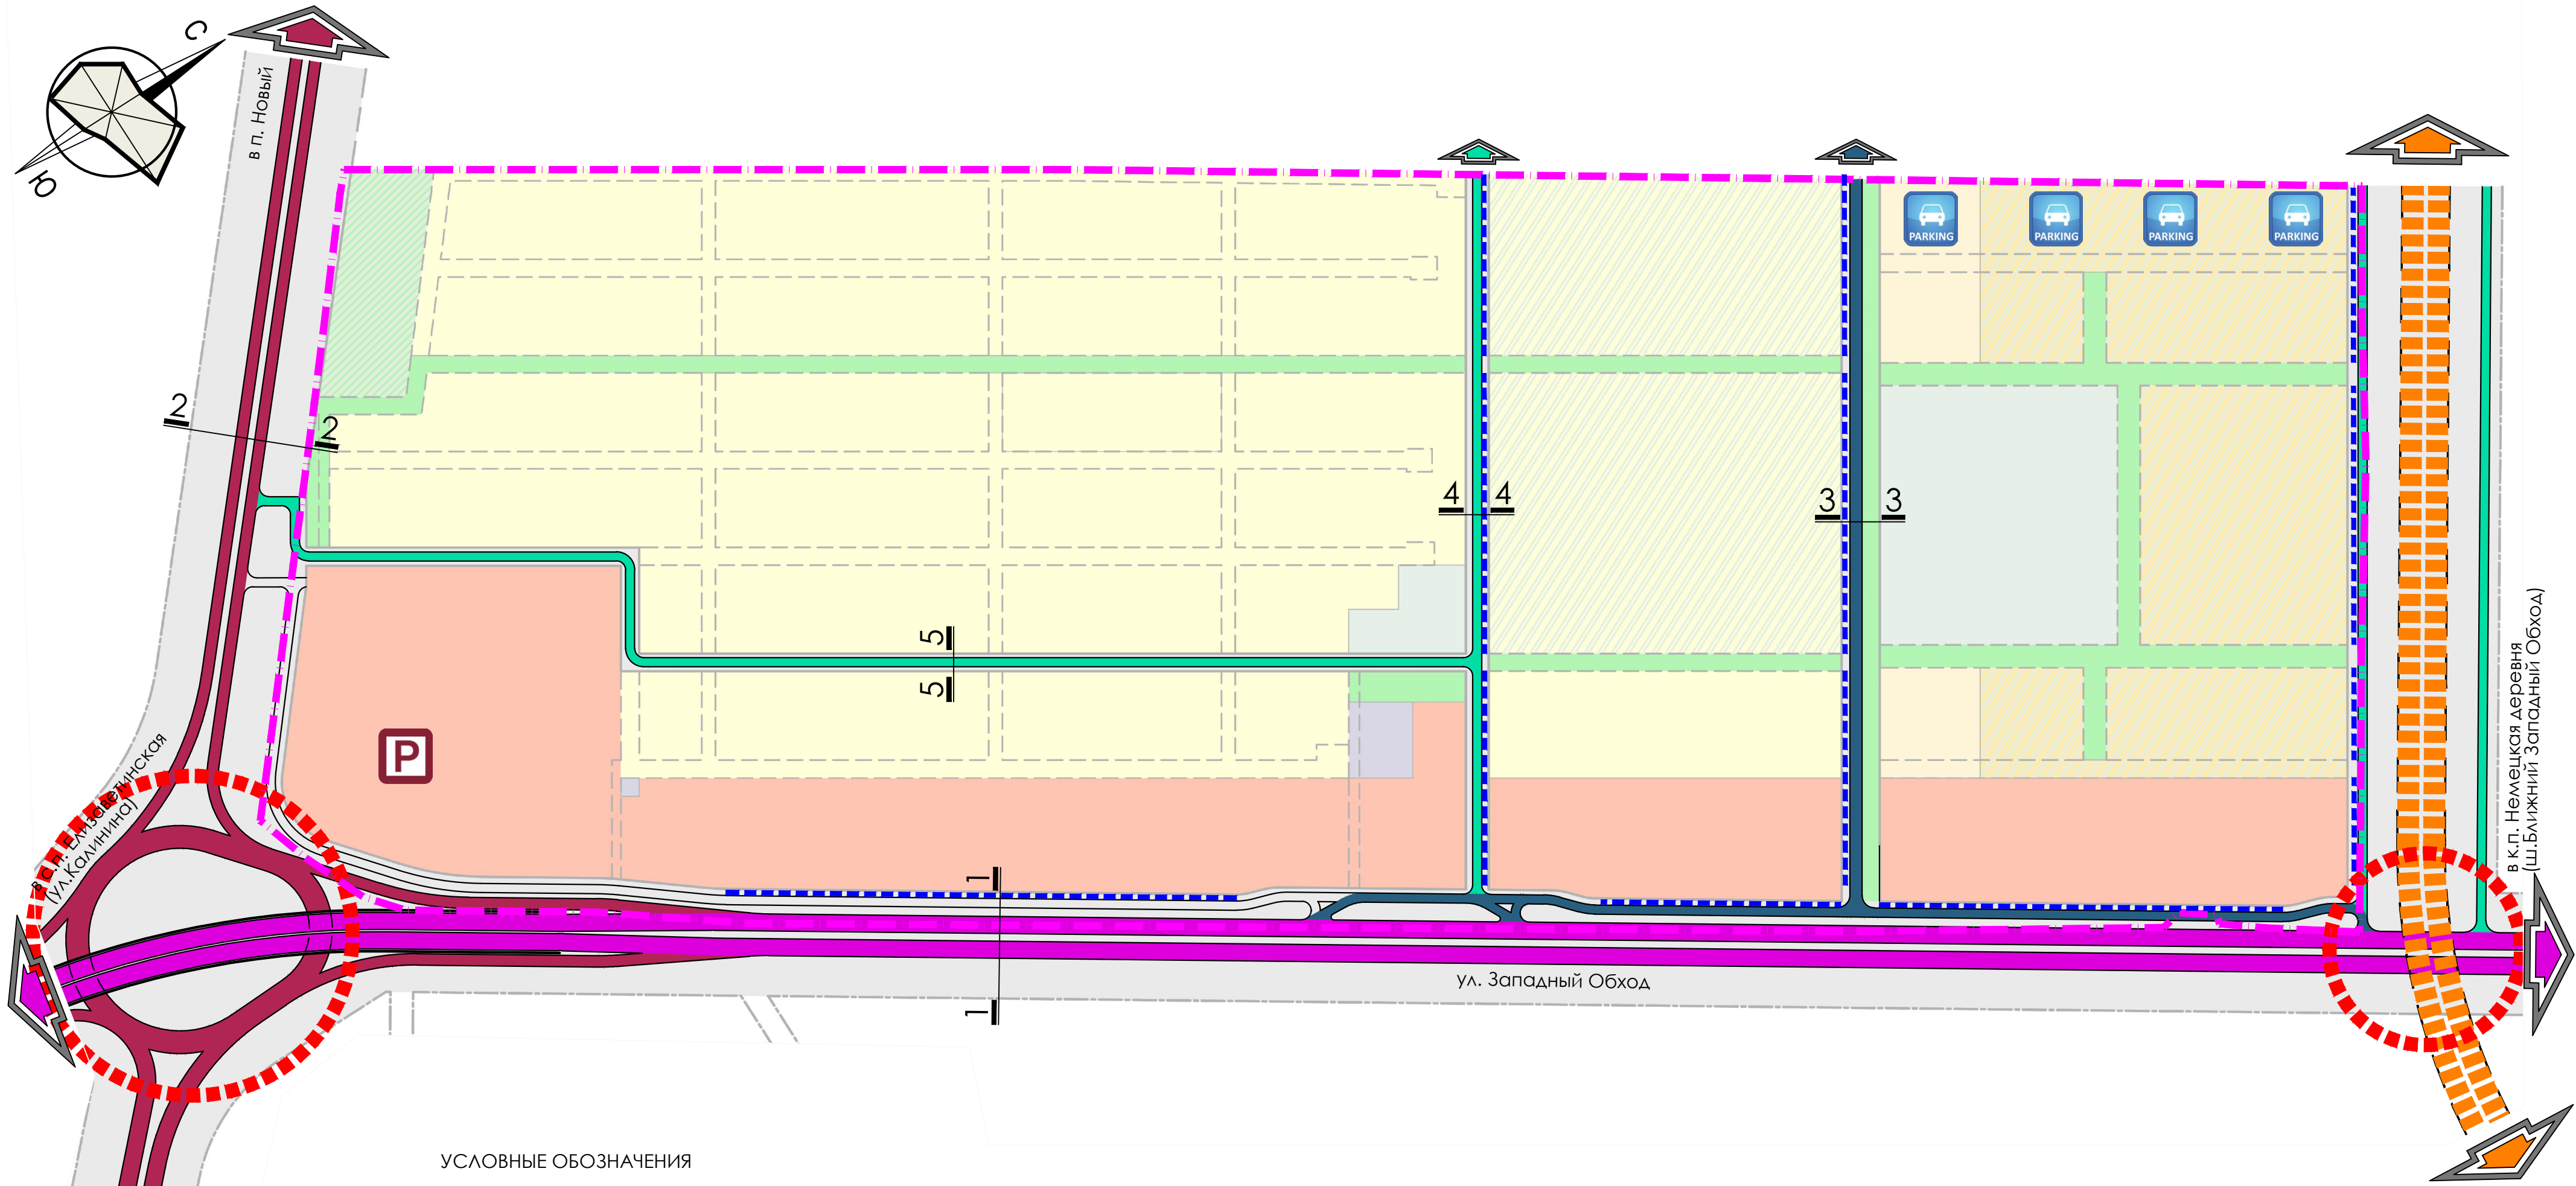 С
Ю
в п. Новый
PARKING
PARKING
PARKING
PARKING
2
2
4 4
3 3
5
5
P
1
1
в с.п. Елизаветинская
(ул.Калинина)
ул. Западный Обход
в к.п. Немецкая деревня
(ш.Ближний Западный Обход)
УСЛОВНЫЕ ОБОЗНАЧЕНИЯ